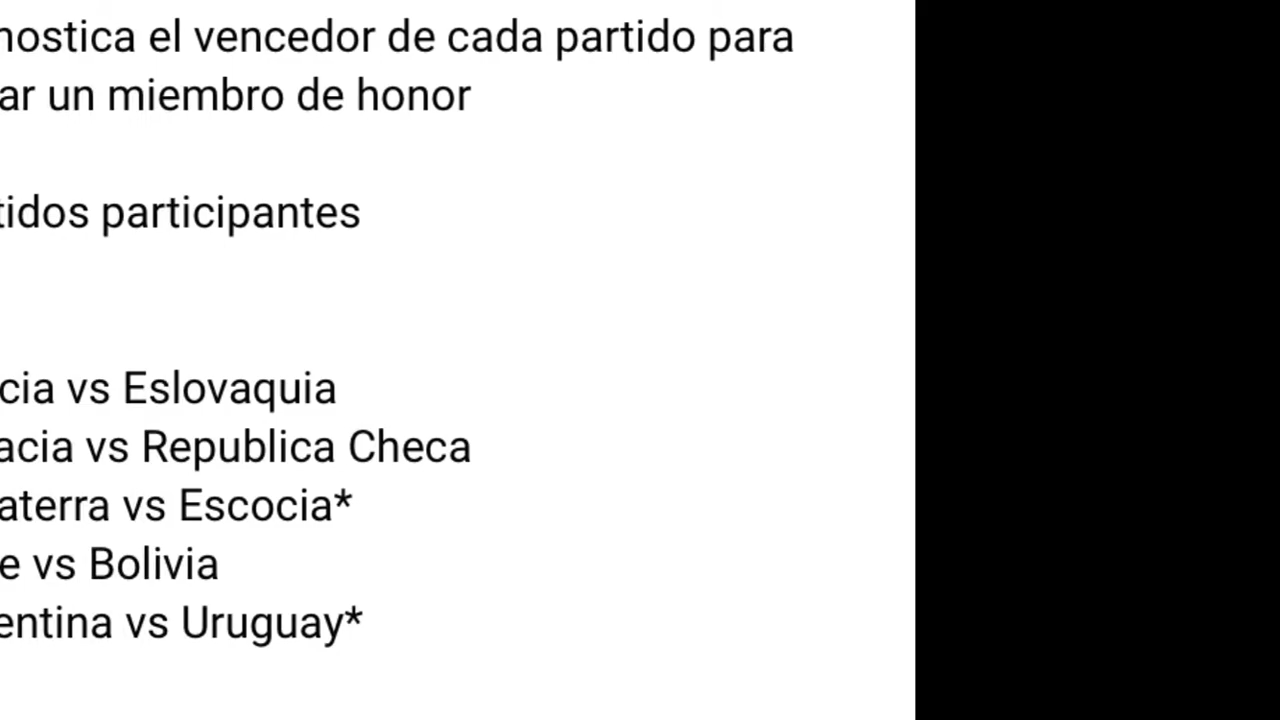 nostica el vencedor de cada partido para
ar un miembro de honor
tidos participantes
cia vs Eslovaquia
acia vs Republica Checa
aterra vs Escocia*
e vs Bolivia
entina vs Uruguay*